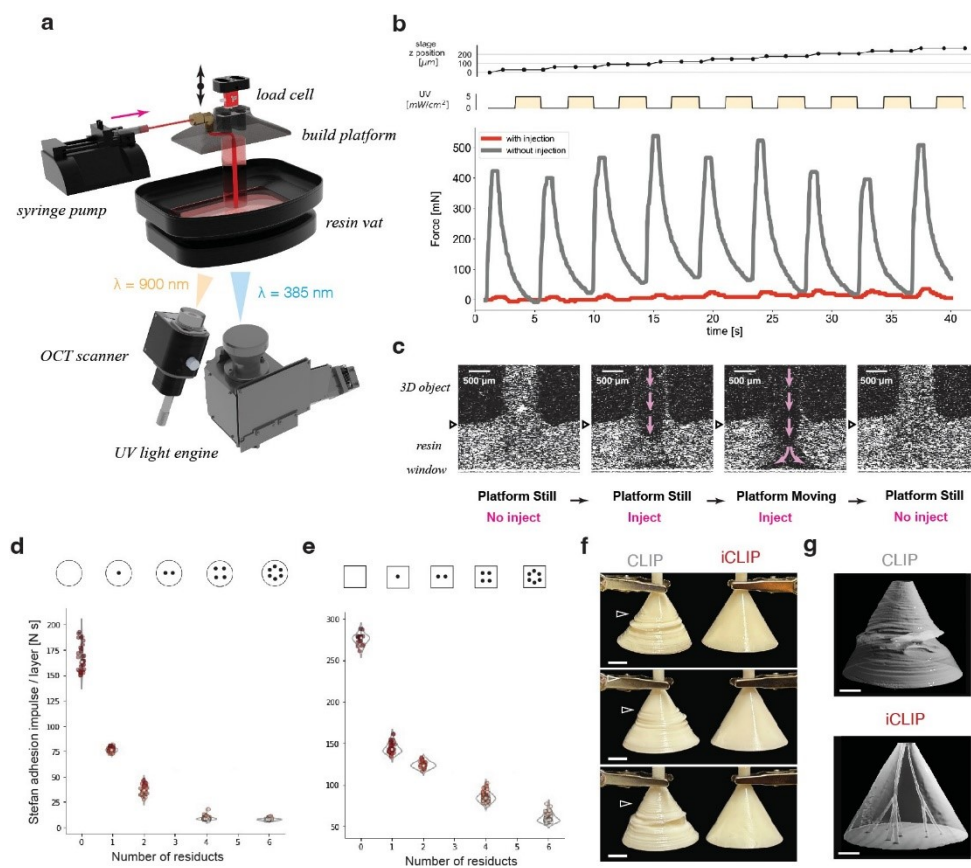 a
load cell
build platform
syringe pump
resin vat
λ = 900 nm
λ = 385 nm
OCT scanner
UV light engine
b
stage
z position
[μm]
200
100
0
UV
[mW/cm²]
5
0
with injection
without injection
Force [mN]
500
400
300
200
100
0
0 5 10 15 20 25 30 35 40
time [s]
c
500 μm 500 μm 500 μm 500 μm
3D object
resin
window
Platform Still Platform Still Platform Moving Platform Still
No inject Inject Inject No inject
d
Stefan adhesion impulse / layer [N s]
200
175
150
125
100
75
50
25
0
0 1 2 3 4 5 6
Number of residucts
e
300
250
200
150
100
50
0 1 2 3 4 5 6
Number of residucts
f
CLIP iCLIP
g
CLIP
iCLIP